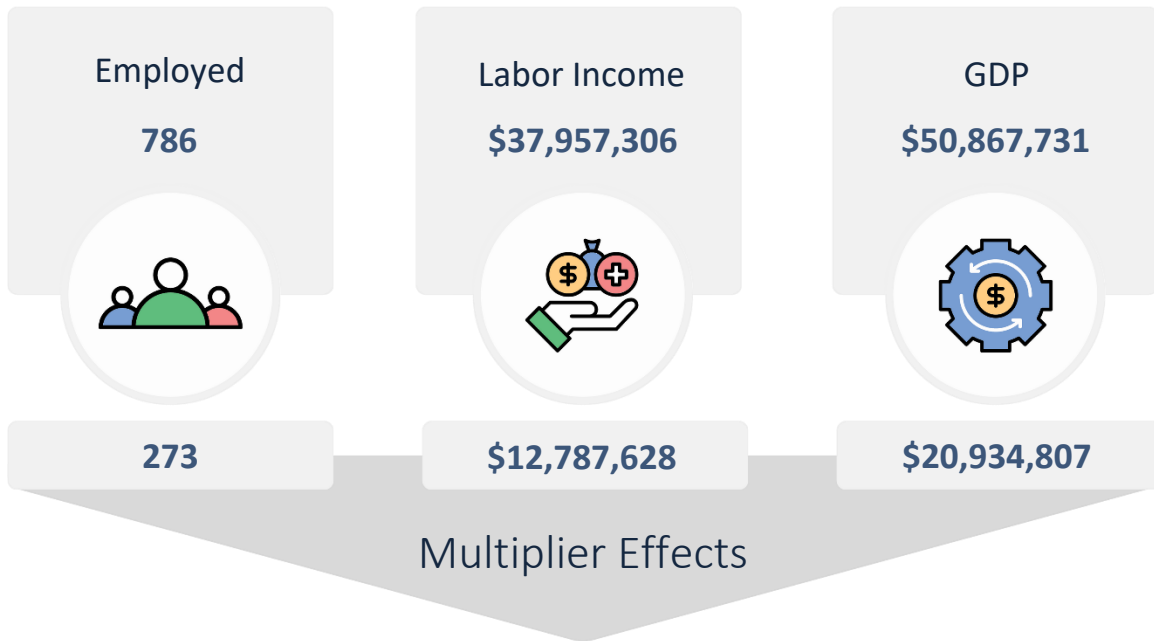 Employed
786
Labor Income
$37,957,306
GDP
$50,867,731
$
$
273
$12,787,628
$20,934,807
Multiplier Effects